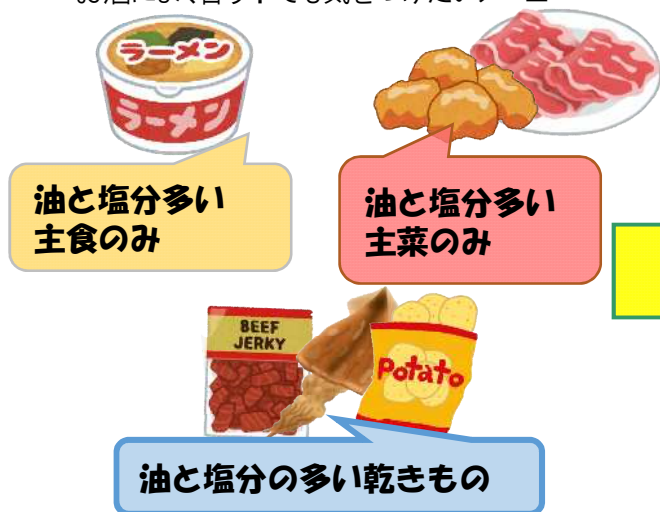 ラーメン
ラーメン
油と塩分多い
主食のみ
油と塩分多い
主菜のみ
BEEF
JERKY
Potato
油と塩分の多い乾きもの